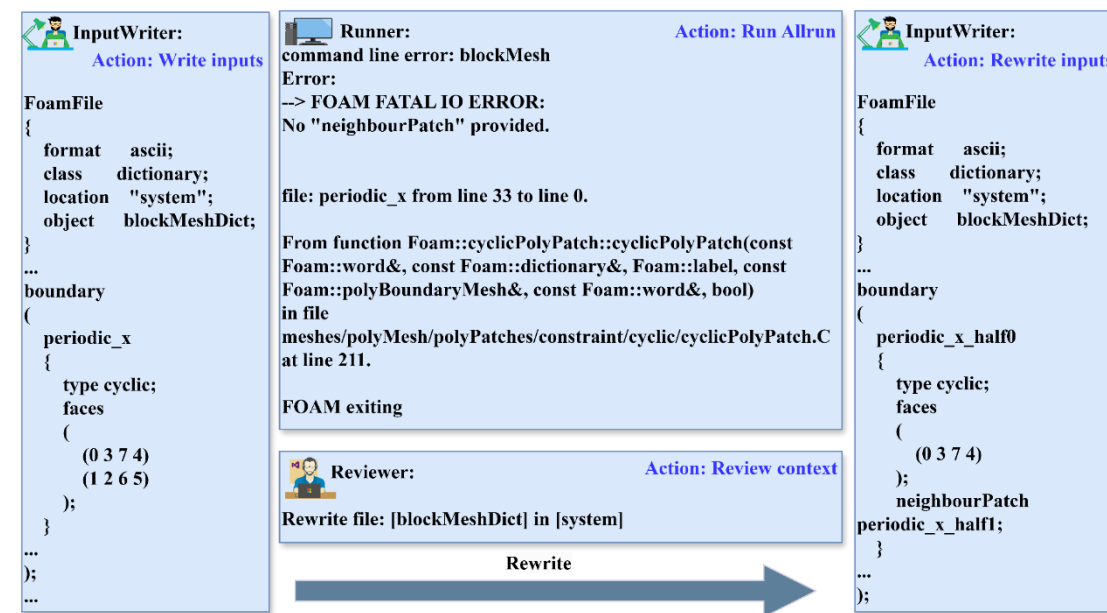 InputWriter:
Action: Write inputs
FoamFile
{
format ascii;
class dictionary;
location "system";
object blockMeshDict;
}
...
boundary
(
periodic_x
{
type cyclic;
faces
(
(0 3 7 4)
(1 2 6 5)
);
}
...
);
...
Runner:
Action: Run Allrun
command line error: blockMesh
Error:
--> FOAM FATAL IO ERROR:
No "neighbourPatch" provided.
file: periodic_x from line 33 to line 0.
From function Foam::cyclicPolyPatch::cyclicPolyPatch(const
Foam::word&, const Foam::dictionary&, Foam::label, const
Foam::polyBoundaryMesh&, const Foam::word&, bool)
in file
meshes/polyMesh/polyPatches/constraint/cyclic/cyclicPolyPatch.C
at line 211.
FOAM exiting
Reviewer:
Action: Review context
Rewrite file: [blockMeshDict] in [system]
Rewrite
InputWriter:
Action: Rewrite inputs
FoamFile
{
format ascii;
class dictionary;
location "system";
object blockMeshDict;
}
...
boundary
(
periodic_x_half0
{
type cyclic;
faces
(
(0 3 7 4)
);
neighbourPatch
periodic_x_half1;
}
...
);